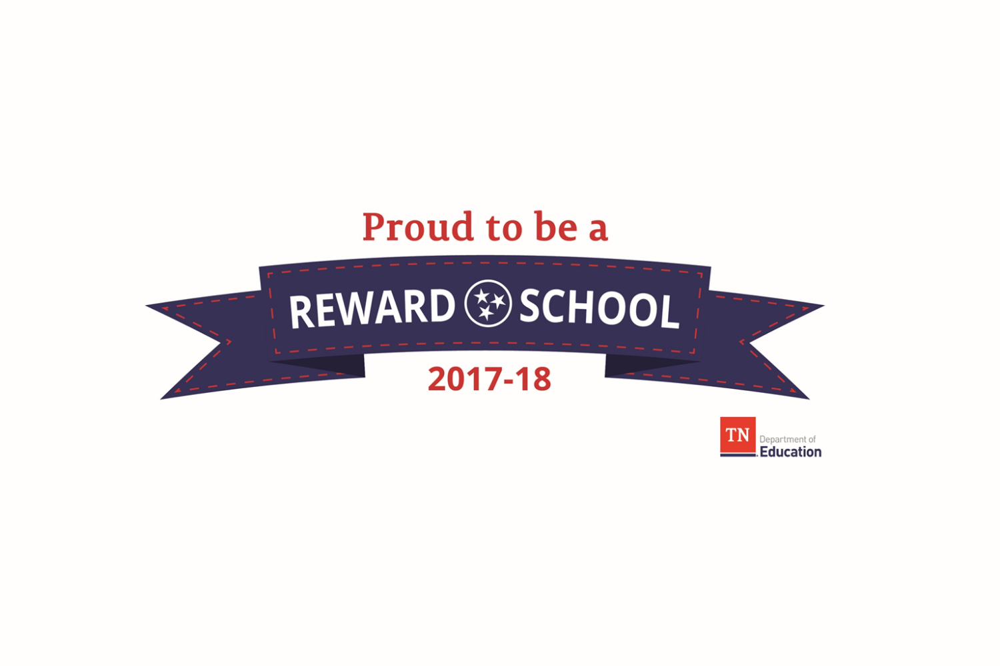 Proud to be a
REWARD SCHOOL
2017-18
TN
Department of
Education